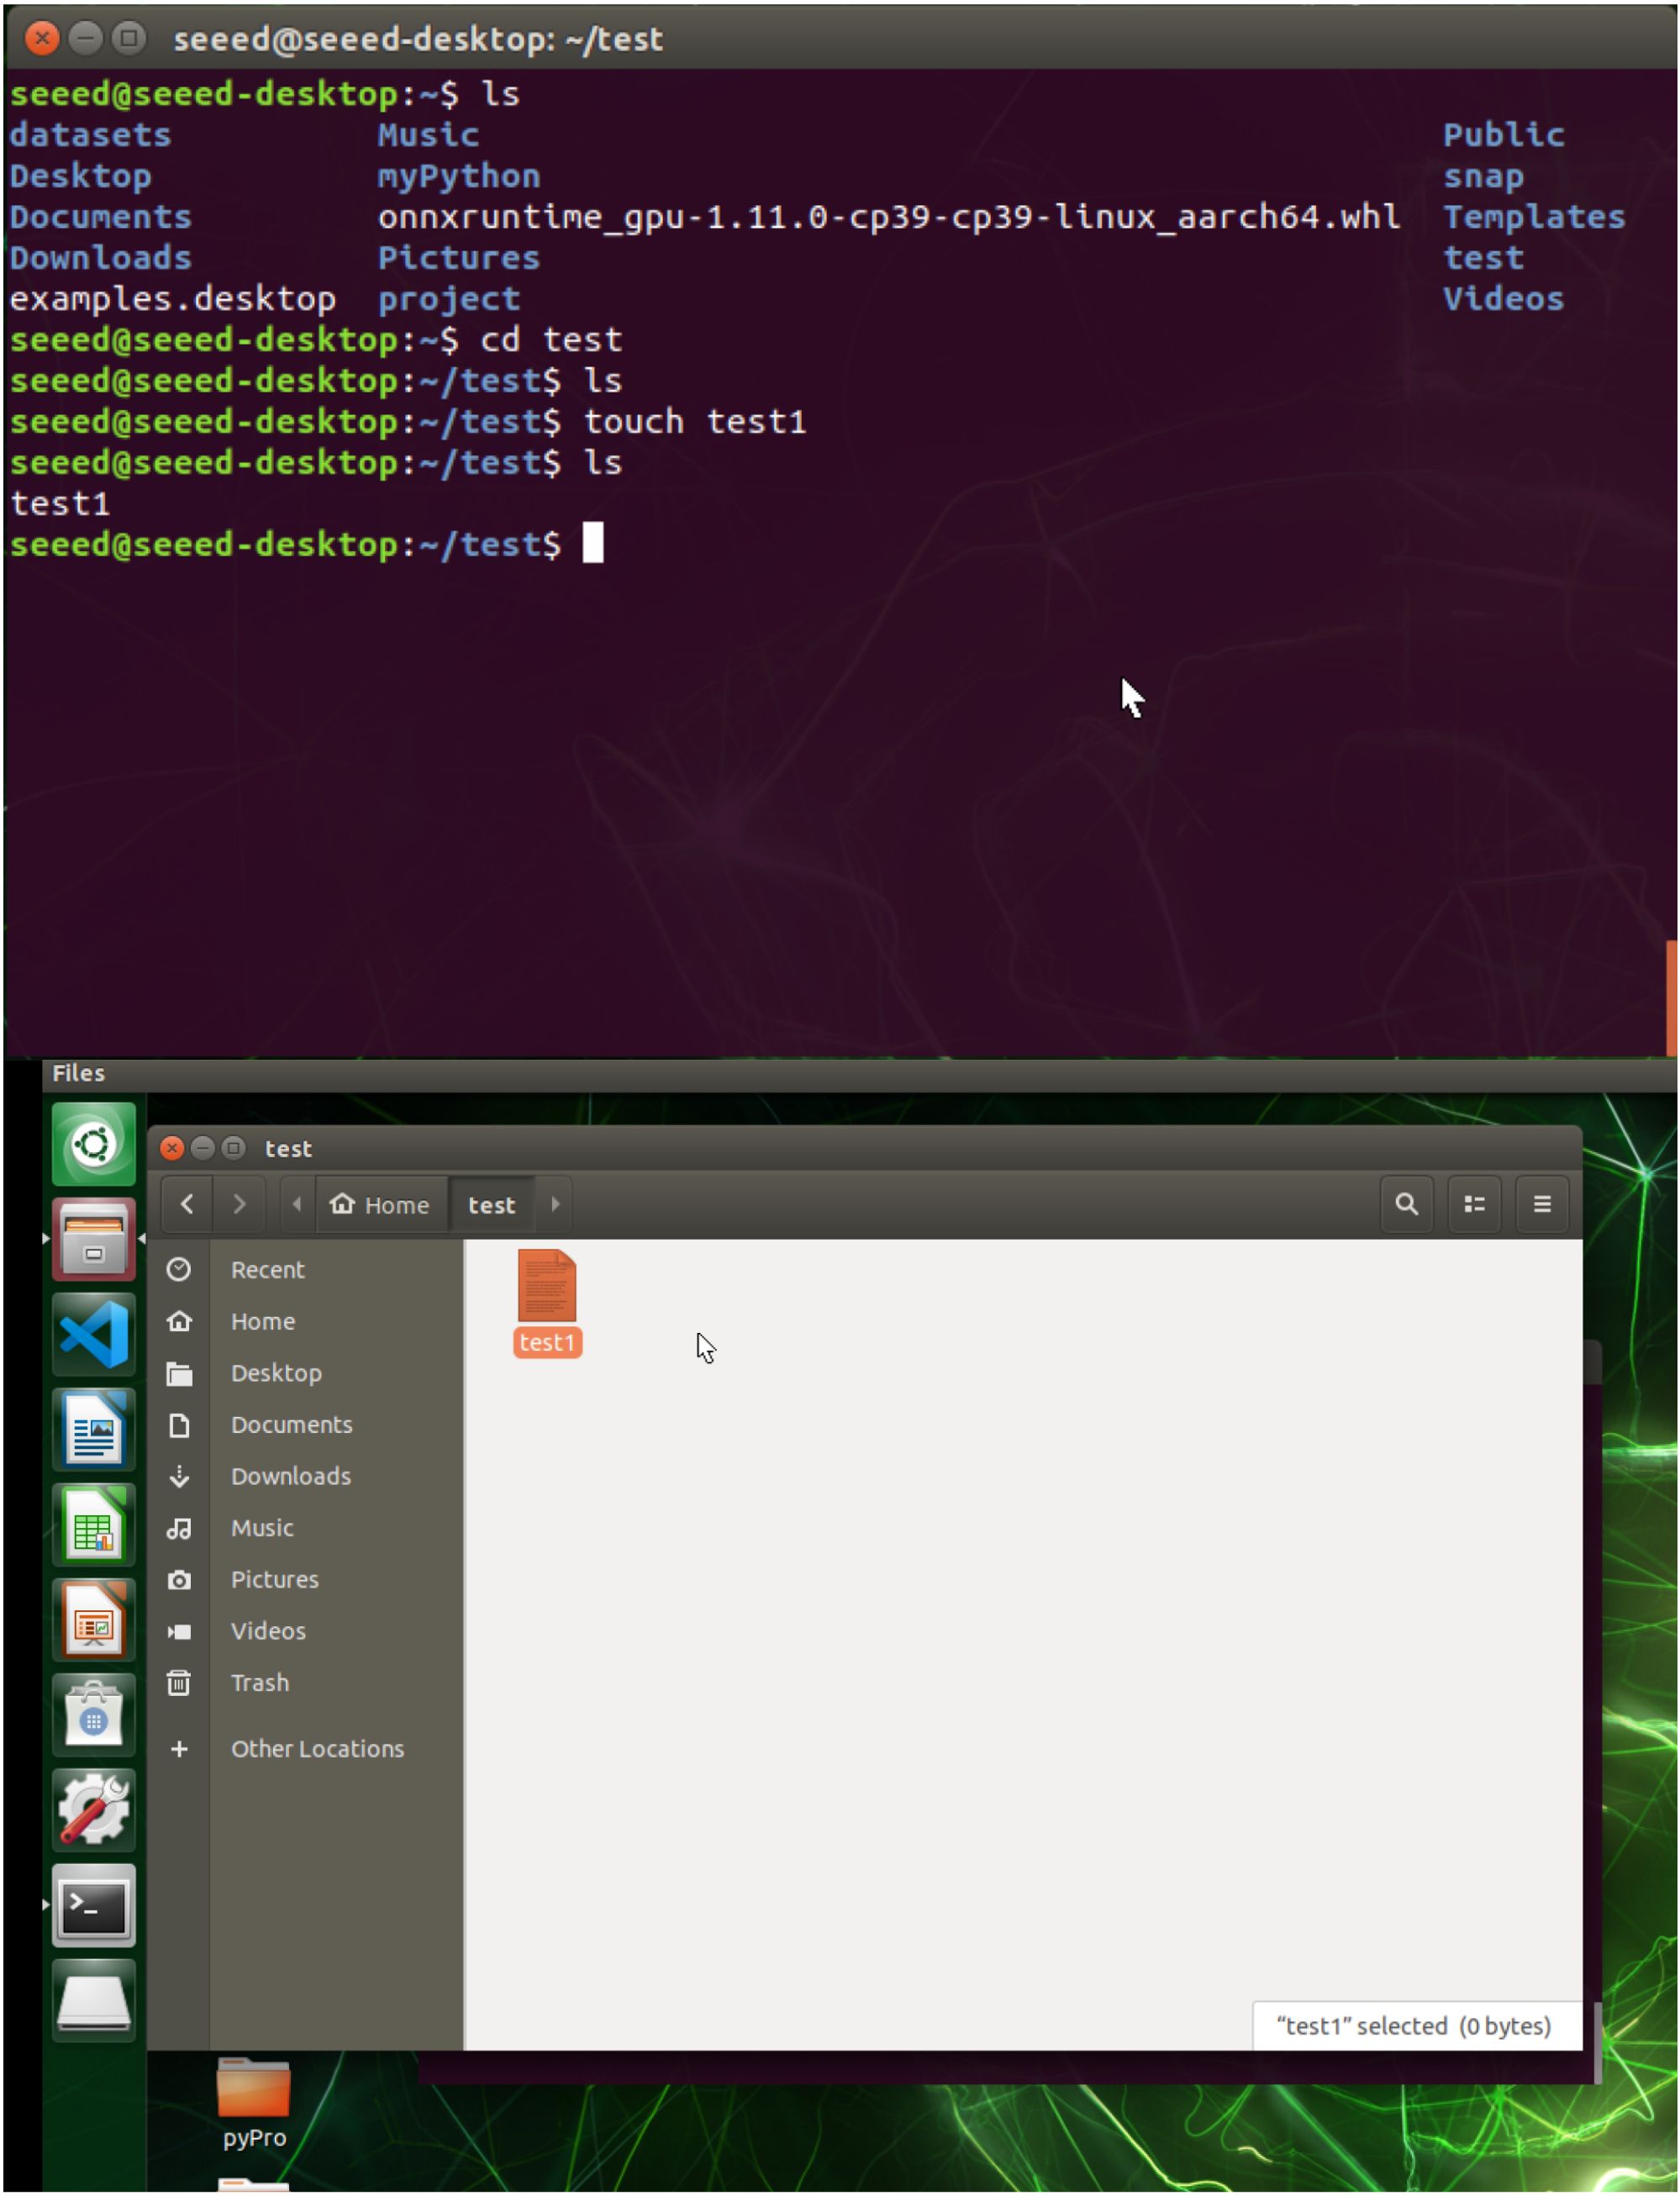 seeed@seeed-desktop: ~/test
seeed@seeed-desktop:~$ ls
datasets Music Public
Desktop myPython snap
Documents onnxruntime_gpu-1.11.0-cp39-cp39-linux_aarch64.whl Templates
Downloads Pictures test
examples.desktop project Videos
seeed@seeed-desktop:~$ cd test
seeed@seeed-desktop:~/test$ ls
seeed@seeed-desktop:~/test$ touch test1
seeed@seeed-desktop:~/test$ ls
test1
seeed@seeed-desktop:~/test$
Files
test
Home test
Recent
Home
Desktop
Documents
Downloads
Music
Pictures
Videos
Trash
Other Locations
test1
“test1” selected (0 bytes)
pyPro